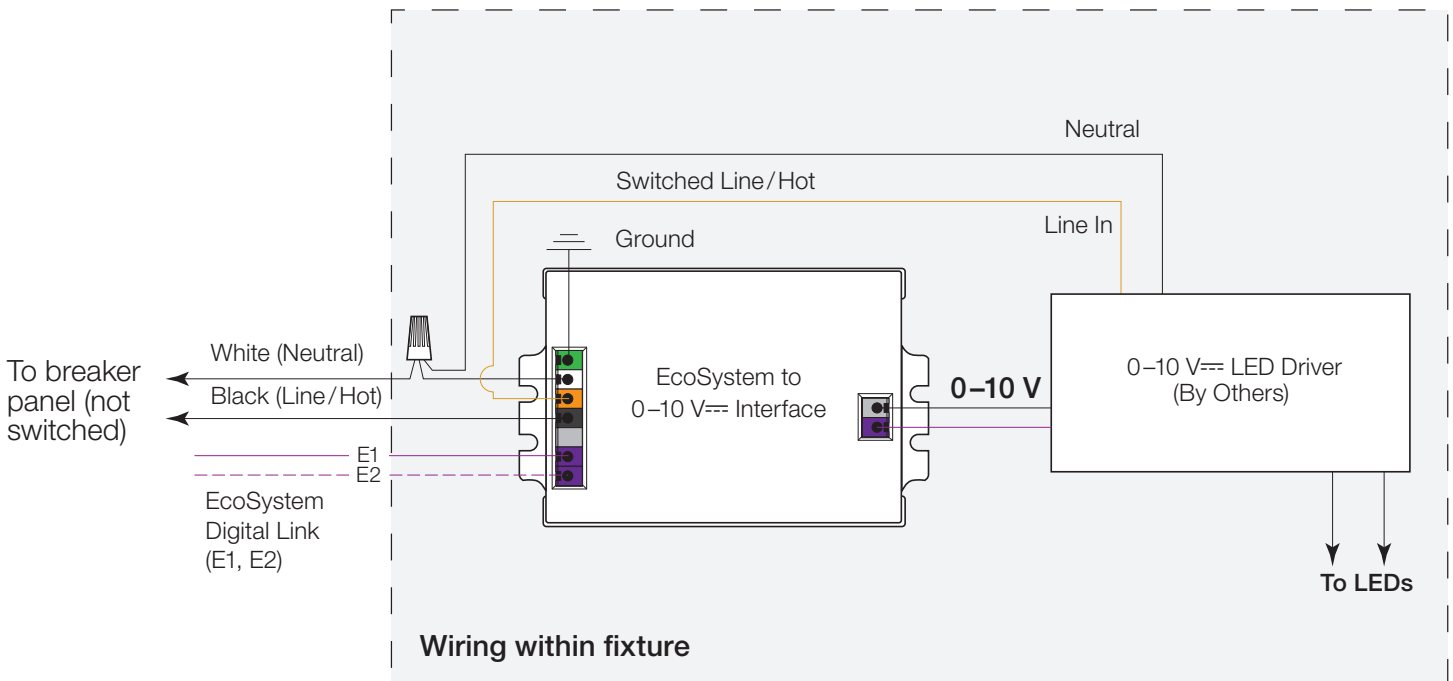 Neutral
Switched Line/Hot
Line In
Ground
White (Neutral)
To breaker
panel (not
switched)
Black (Line/Hot)
EcoSystem to
0–10 V⎓ Interface
0–10 V
0–10 V⎓ LED Driver
(By Others)
E1
E2
EcoSystem
Digital Link
(E1, E2)
To LEDs
Wiring within fixture